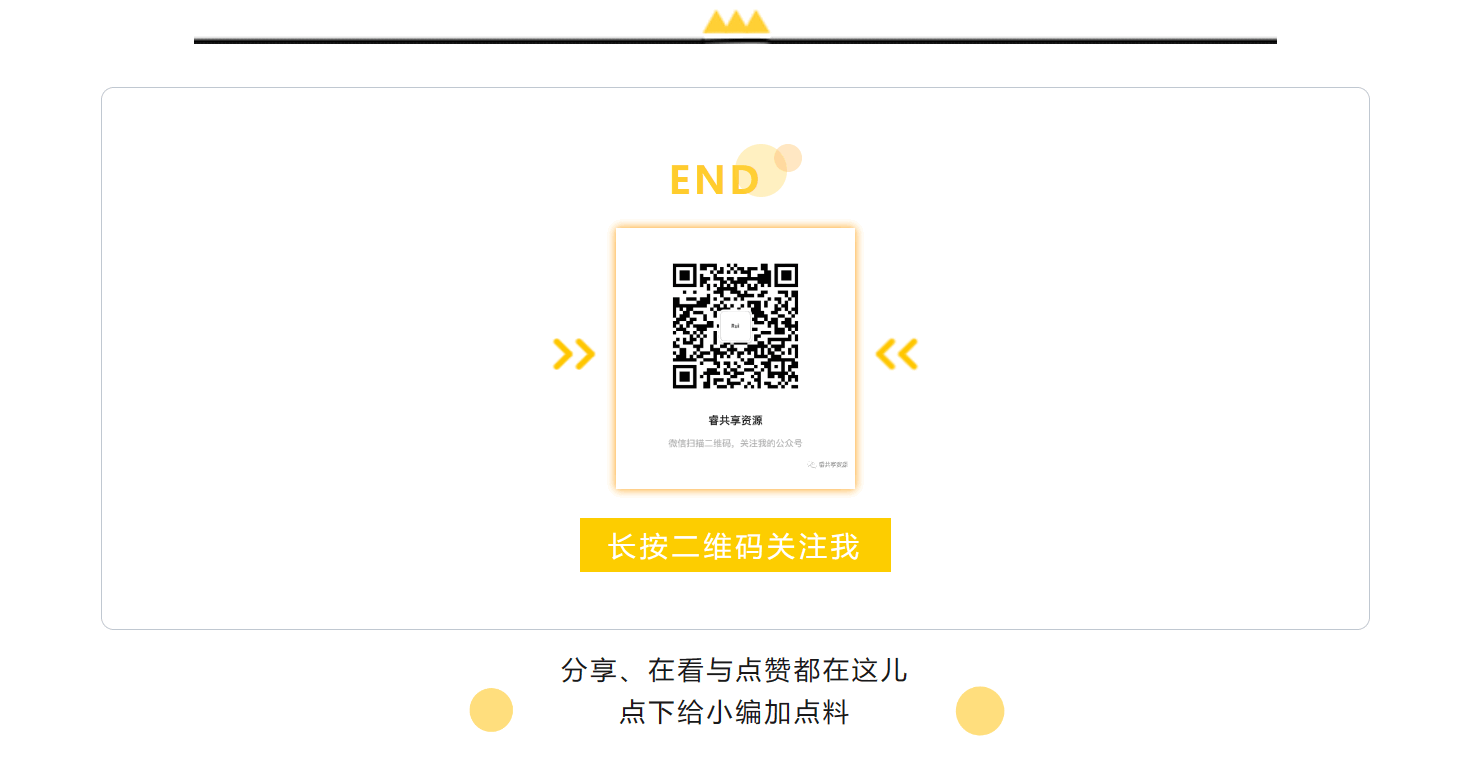 END
Rui
睿共享资源
微信扫描二维码，关注我的公众号
睿共享资源
长按二维码关注我
分享、在看与点赞都在这儿
点下给小编加点料